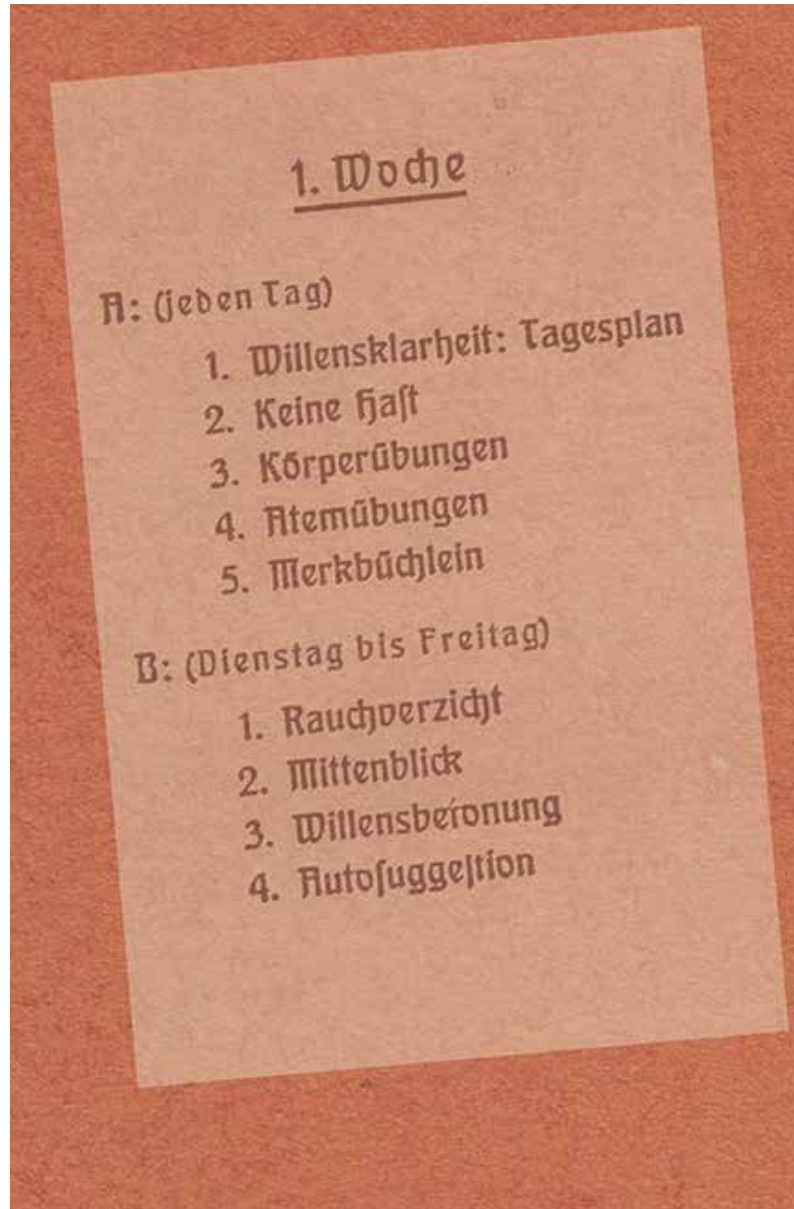 1. Woche
A: (jeden Tag)
1. Willensklarheit: Tagesplan
2. Keine Haſt
3. Körperübungen
4. Atemübungen
5. Merkbüchlein
B: (Dienstag bis Freitag)
1. Rauchverzicht
2. Mittenblick
3. Willensbetonung
4. Autoſuggeſtion